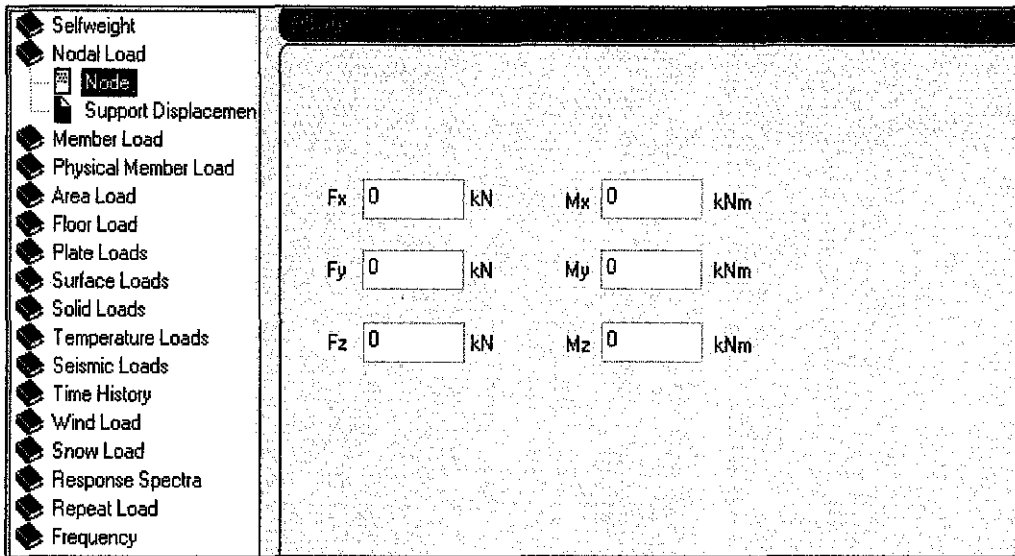 Selfweight
Nodal Load
Node
Support Displacemen
Member Load
Physical Member Load
Area Load
Floor Load
Plate Loads
Surface Loads
Solid Loads
Temperature Loads
Seismic Loads
Time History
Wind Load
Snow Load
Response Spectra
Repeat Load
Frequency
Fx 0 kN Mx 0 kNm
Fy 0 kN My 0 kNm
Fz 0 kN Mz 0 kNm